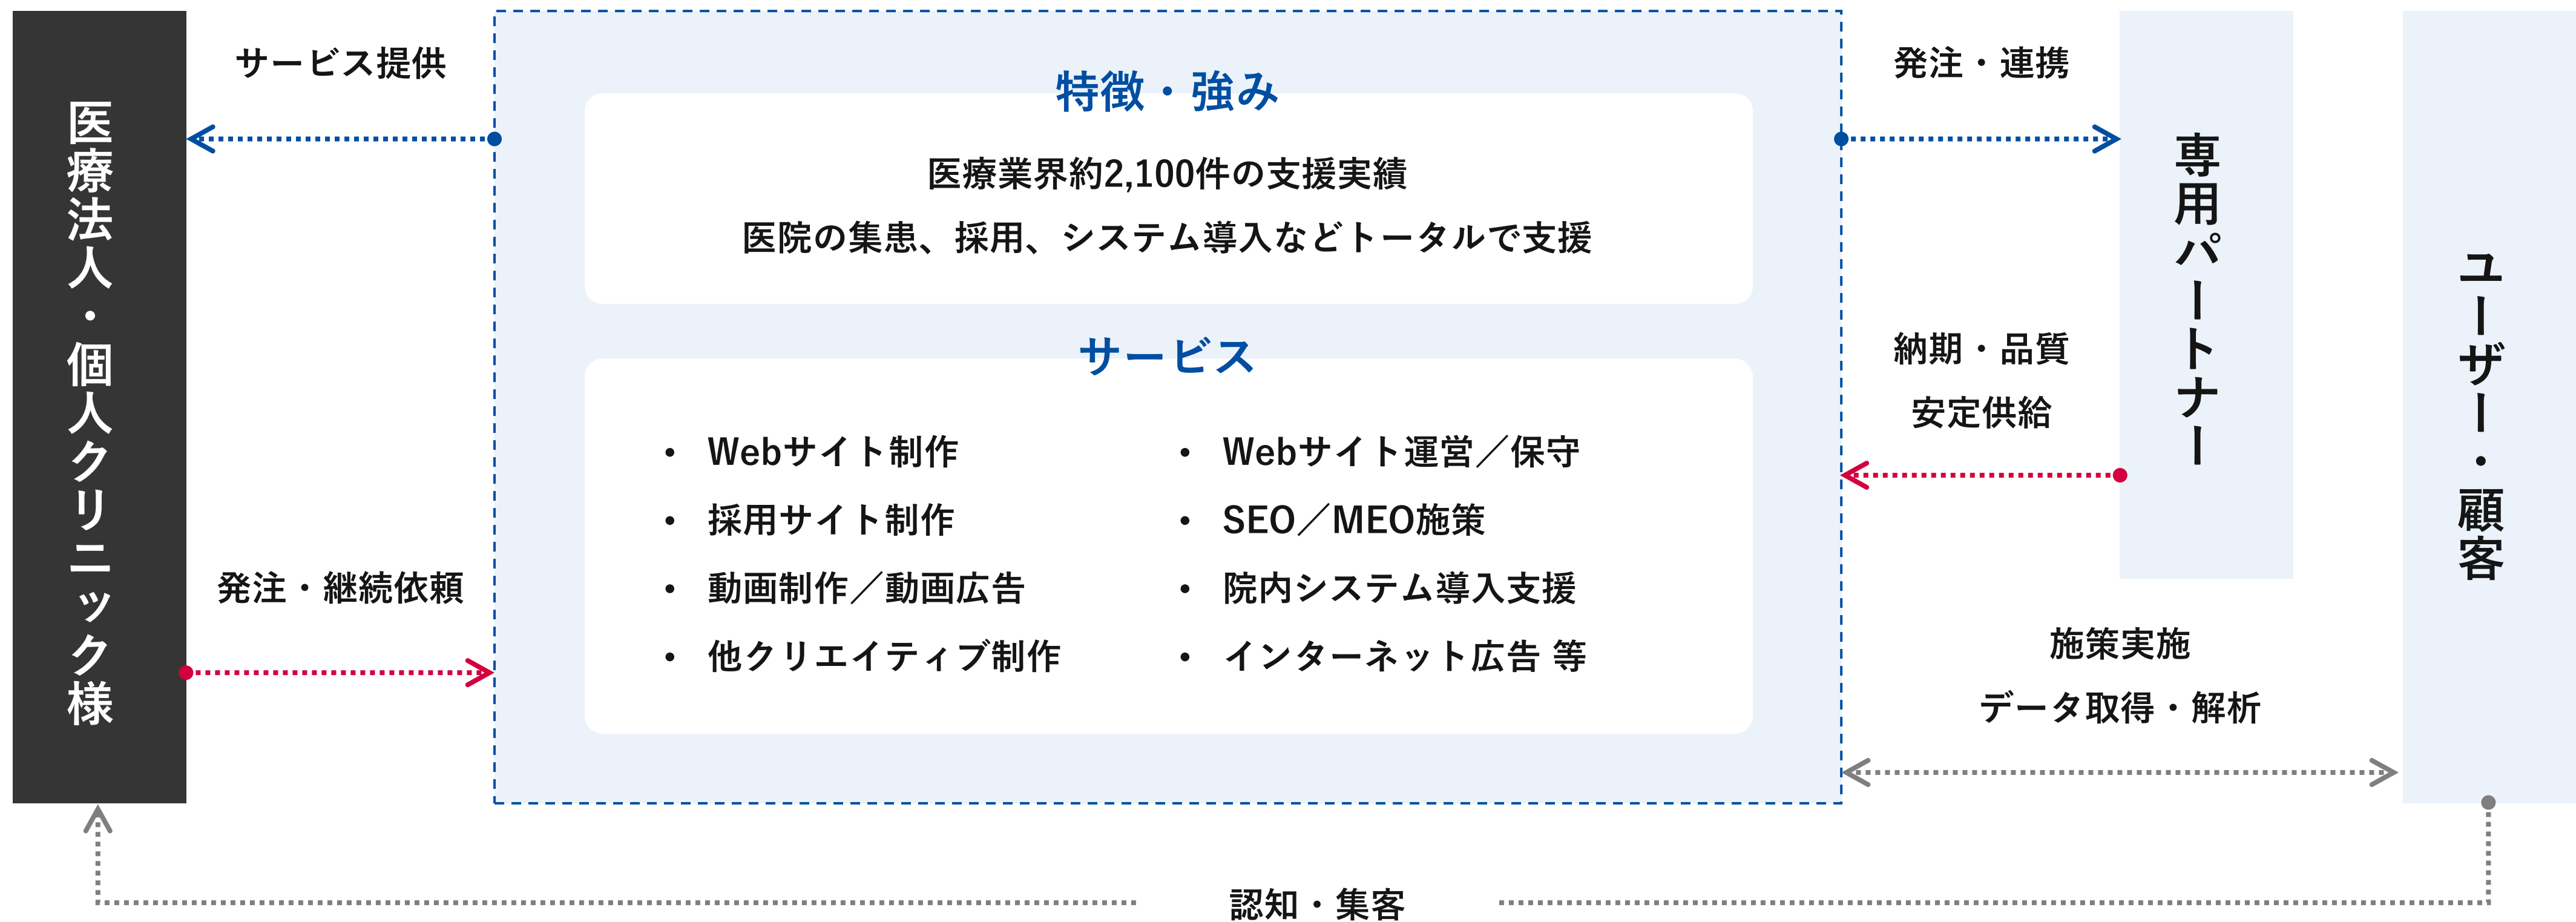 医療法人・個人クリニック様
サービス提供
発注・継続依頼
特徴・強み
医療業界約2,100件の支援実績
医院の集患、採用、システム導入などトータルで支援
サービス
• Webサイト制作
• 採用サイト制作
• 動画制作／動画広告
• 他クリエイティブ制作
• Webサイト運営／保守
• SEO／MEO施策
• 院内システム導入支援
• インターネット広告 等
発注・連携
納期・品質
安定供給
専用パートナー
施策実施
データ取得・解析
ユーザー・顧客
認知・集客